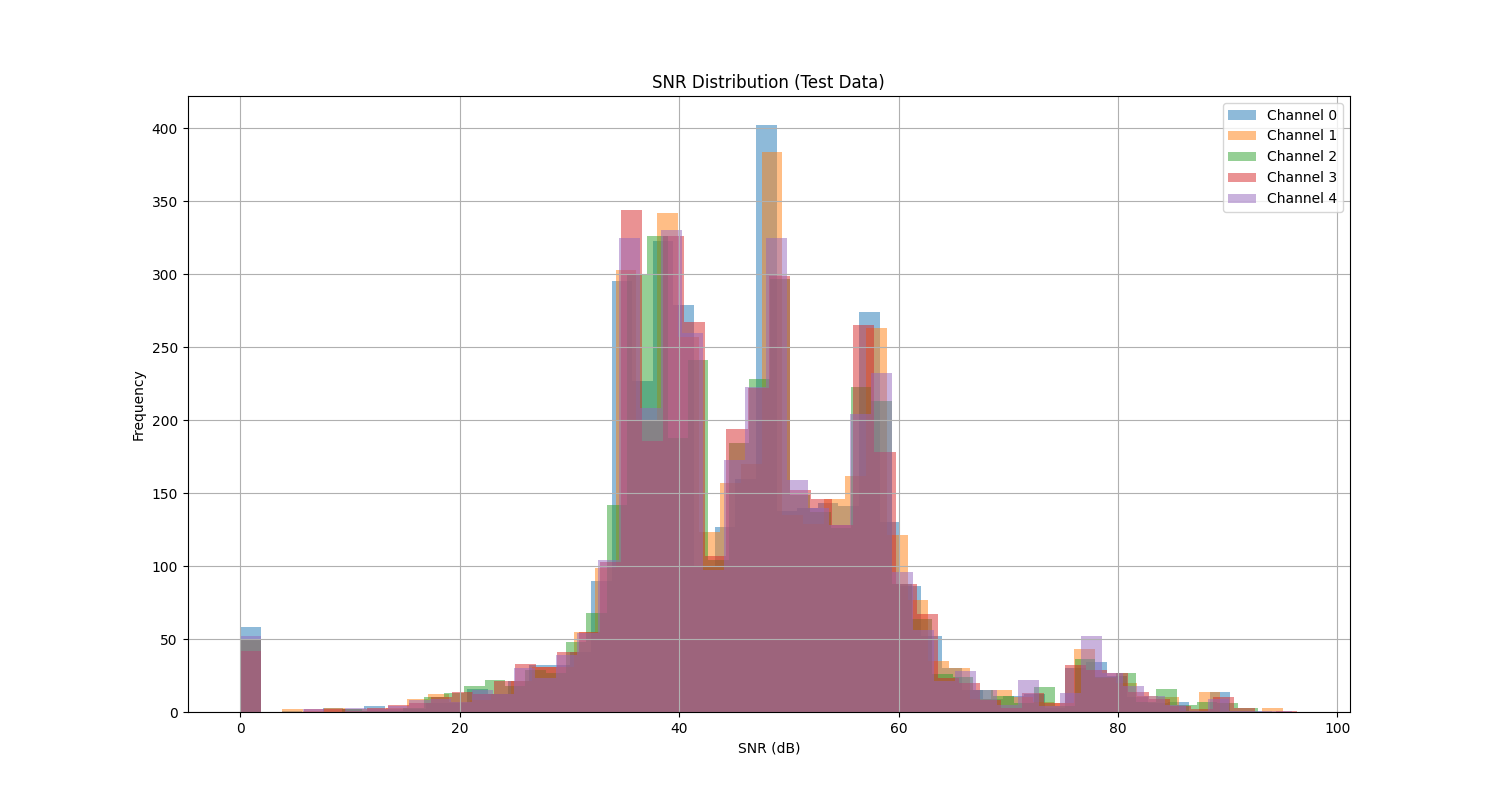 SNR Distribution (Test Data)
Channel 0
Channel 1
Channel 2
Channel 3
Channel 4
Frequency
400
350
300
250
200
150
100
50
0
0 20 40 60 80 100
SNR (dB)